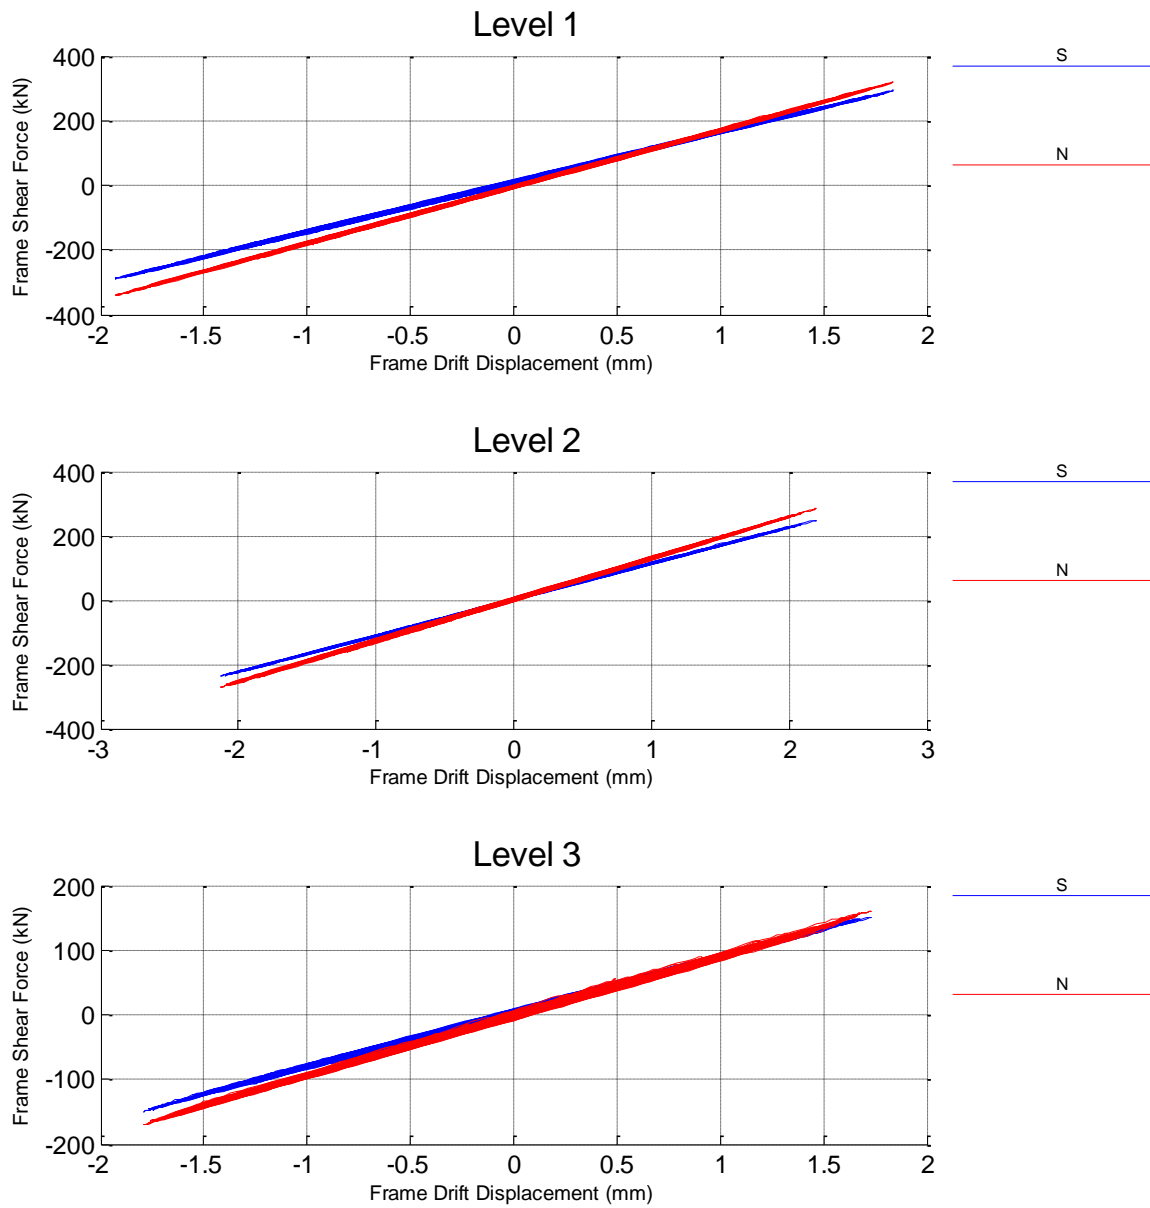 Level 1
400
200
0
-200
-400
Frame Shear Force (kN)
-2 -1.5 -1 -0.5 0 0.5 1 1.5 2
Frame Drift Displacement (mm)
S
N
Level 2
400
200
0
-200
-400
Frame Shear Force (kN)
-3 -2 -1 0 1 2 3
Frame Drift Displacement (mm)
S
N
Level 3
200
100
0
-100
-200
Frame Shear Force (kN)
-2 -1.5 -1 -0.5 0 0.5 1 1.5 2
Frame Drift Displacement (mm)
S
N